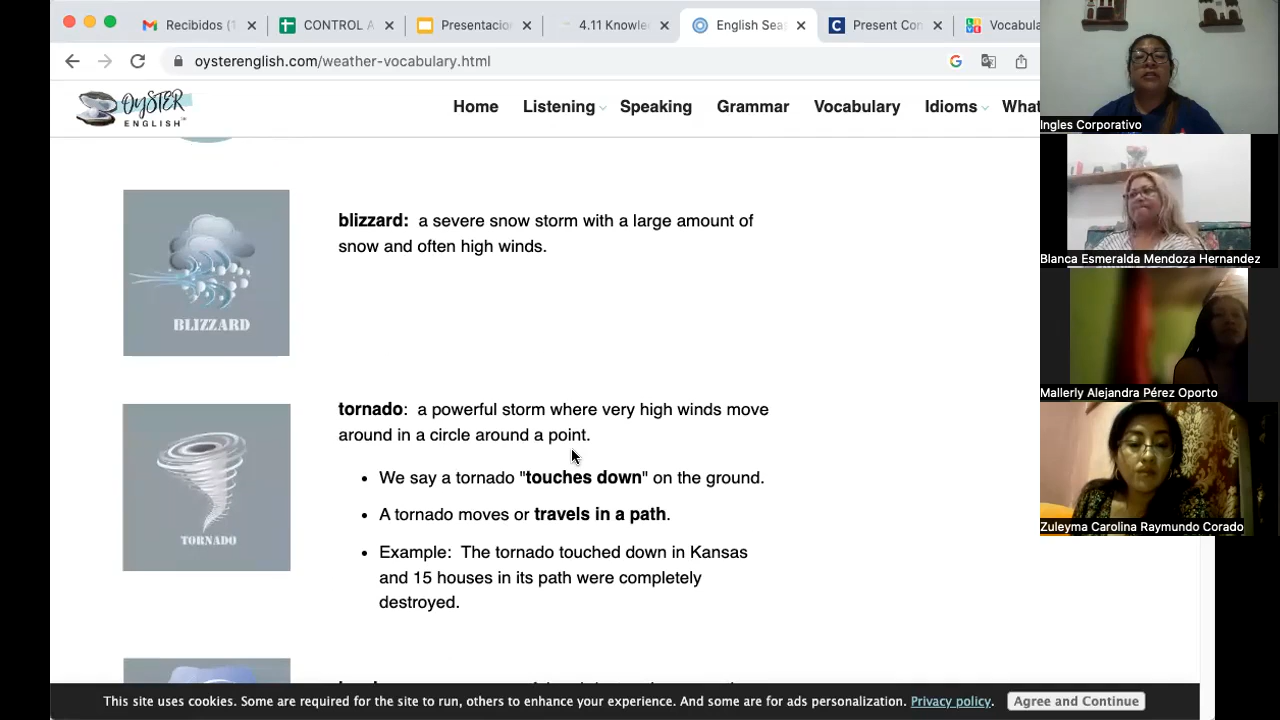 Recibidos (1
CONTROL A
Presentacio
4.11 Knowle
English Sea
Present Con
Vocabula
oysterenglish.com/weather-vocabulary.html
OYSTER
ENGLISH
Home
Listening
Speaking
Grammar
Vocabulary
Idioms
What
BLIZZARD
blizzard: a severe snow storm with a large amount of
snow and often high winds.
TORNADO
tornado: a powerful storm where very high winds move
around in a circle around a point.
• We say a tornado "touches down" on the ground.
• A tornado moves or travels in a path.
• Example: The tornado touched down in Kansas
and 15 houses in its path were completely
destroyed.
This site uses cookies. Some are required for the site to run, others to enhance your experience. And some are for ads personalization. Privacy policy.
Agree and Continue
Ingles Corporativo
Blanca Esmeralda Mendoza Hernandez
Mallerly Alejandra Pérez Oporto
Zuleyma Carolina Raymundo Corado